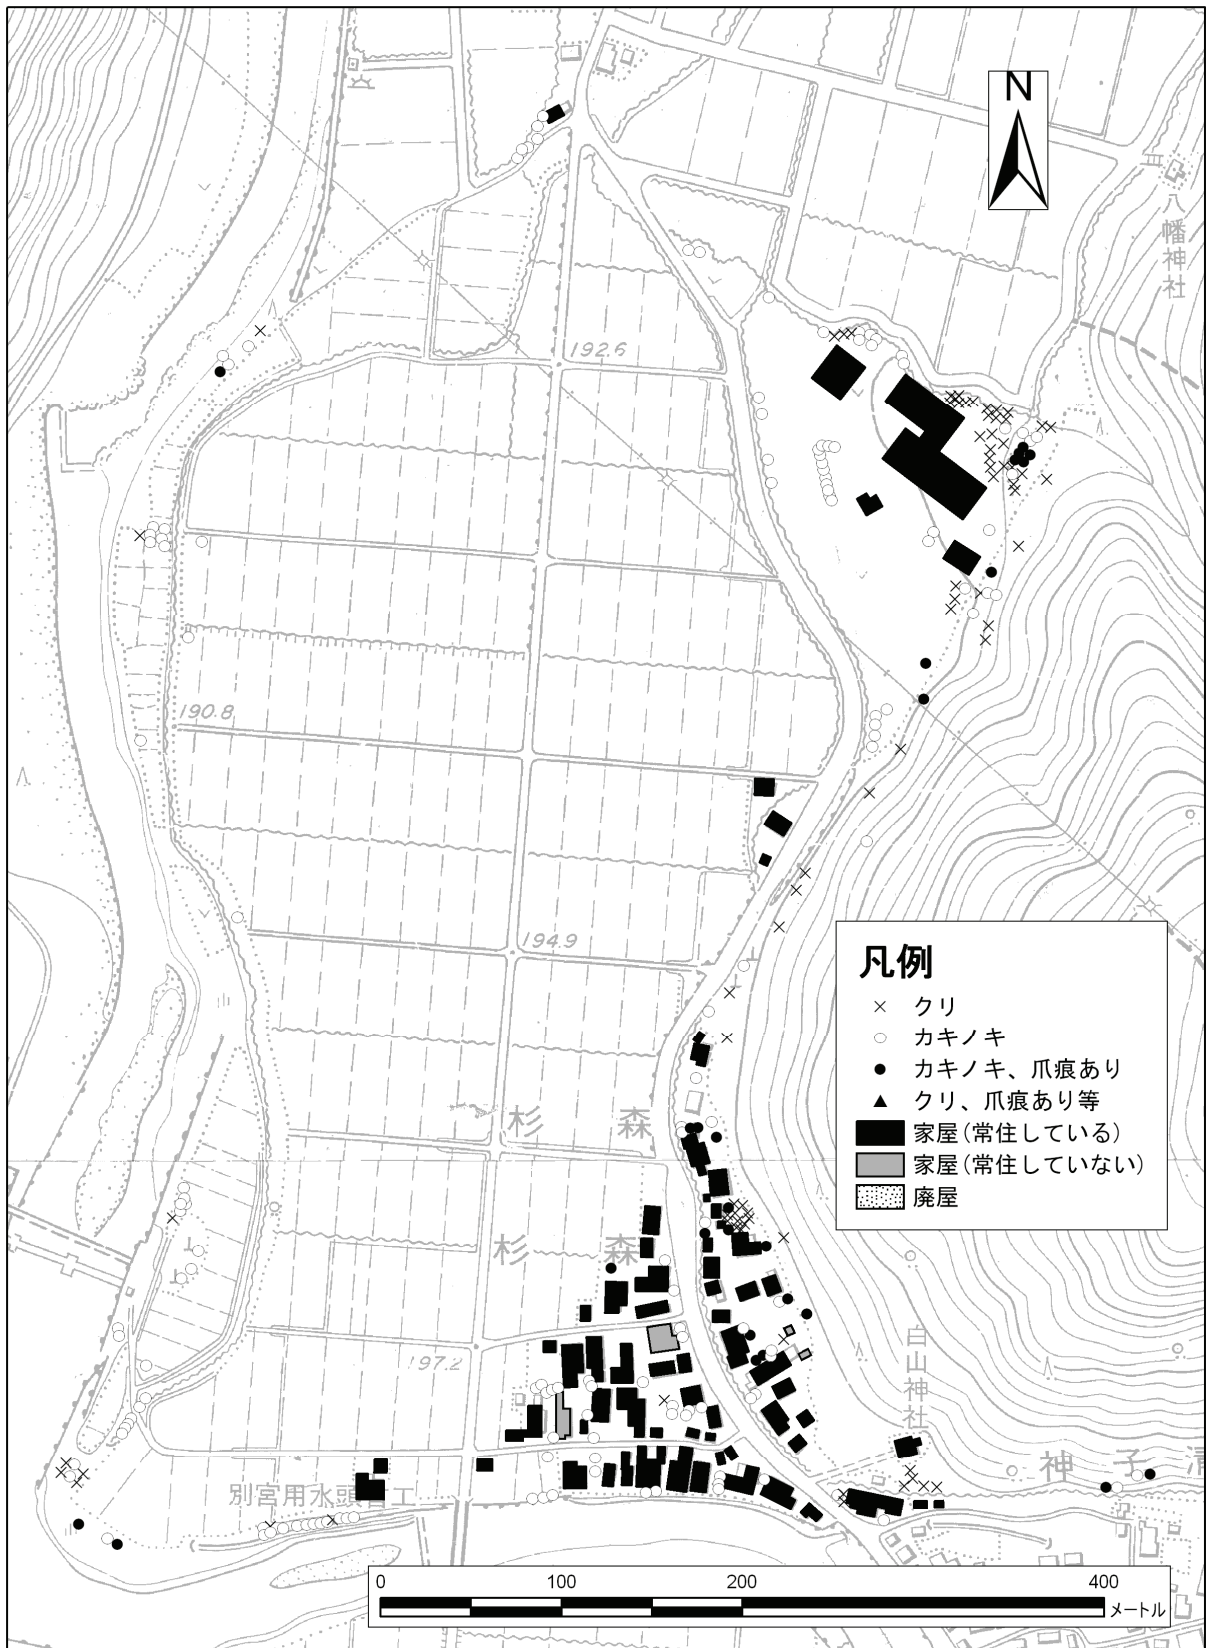 N
八幡神社
192.6
190.8
194.9
凡例
クリ
カキノキ
カキノキ、爪痕あり
クリ、爪痕あり等
家屋(常住している)
家屋(常住していない)
廃屋
杉 森
杉 森
197.2
白山神社
神 子 清
別宮用水頭首工
0 100 200 400
メートル